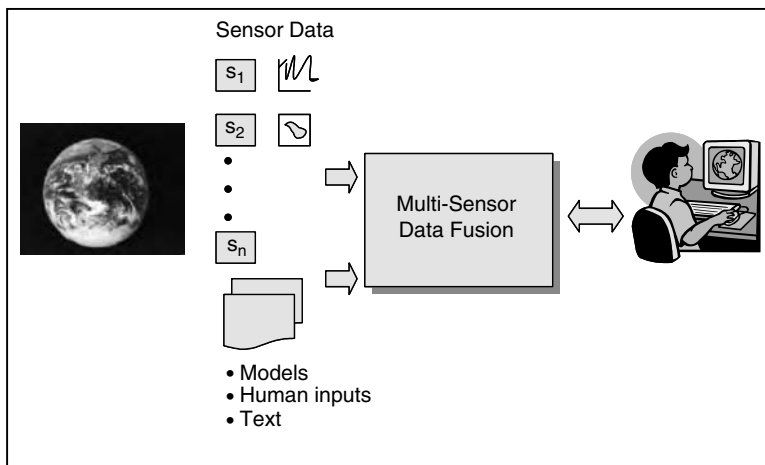 Sensor Data
s1
s2
sn
Multi-Sensor
Data Fusion
• Models
• Human inputs
• Text